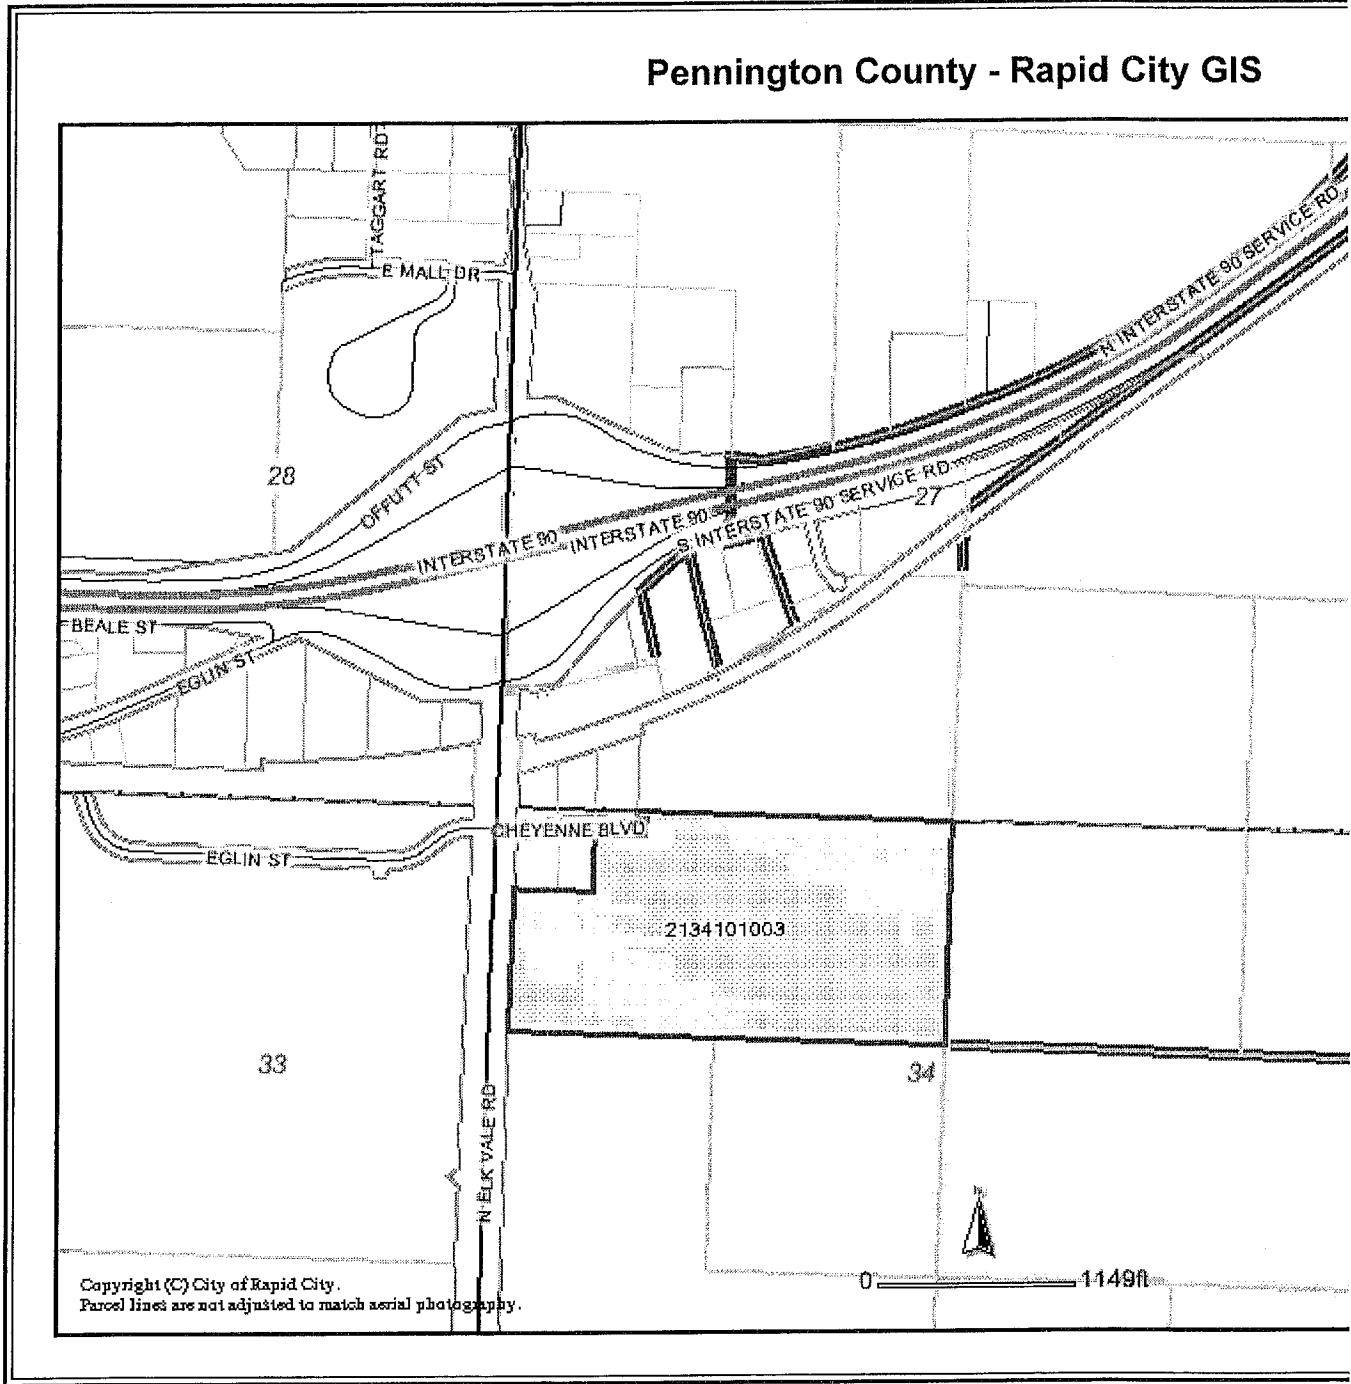 Pennington County - Rapid City GIS
TAGGART RD
E MALL DR
N INTERSTATE 90 SERVICE RD
28
OFFUTT ST
27
INTERSTATE 90
INTERSTATE 90
S INTERSTATE 90 SERVICE RD
BEALE ST
EGLIN ST
CHEYENNE BLVD
EGLIN ST
2134101003
33
34
N ELK VALE RD
N
0 1149ft
Copyright (C) City of Rapid City.
Parcel lines are not adjusted to match aerial photography.